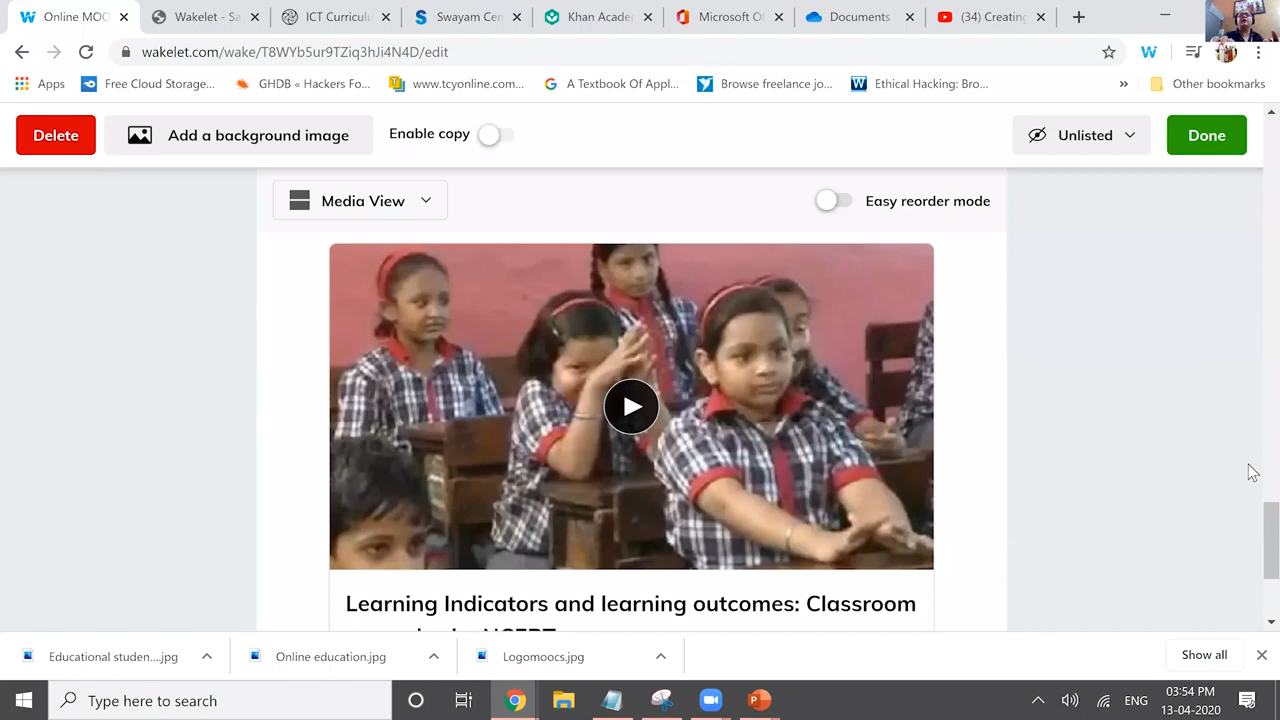 Online MOO
Wakelet - Sa
ICT Curriculu
Swayam Cen
Khan Acade
Microsoft Of
Documents
(34) Creating
wakelet.com/wake/T8WYb5ur9TZiq3hJi4N4D/edit
Apps
Free Cloud Storage...
GHDB « Hackers Fo...
www.tcyonline.com...
A Textbook Of Appl...
Browse freelance jo...
Ethical Hacking: Bro...
»
Other bookmarks
Delete
Add a background image
Enable copy
Unlisted
Done
Media View
Easy reorder mode
Learning Indicators and learning outcomes: Classroom
NCERT
Educational studen....jpg
Online education.jpg
Logomoocs.jpg
Show all
Type here to search
ENG
03:54 PM
13-04-2020